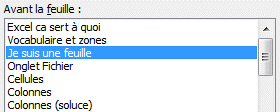 Avant la feuille :
Excel ca sert à quoi
Vocabulaire et zones
Je suis une feuille
Onglet Fichier
Cellules
Colonnes
Colonnes (soluce)